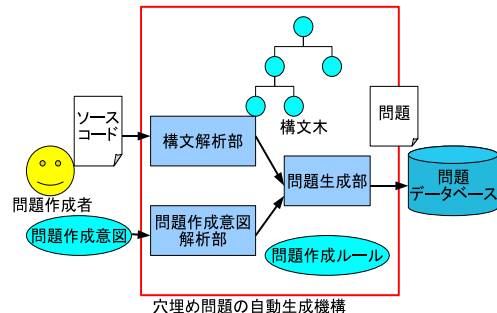 ソース
コード
構文木
問題
構文解析部
問題生成部
問題
データベース
問題作成者
問題作成意図
問題作成意図
解析部
問題作成ルール
穴埋め問題の自動生成機構